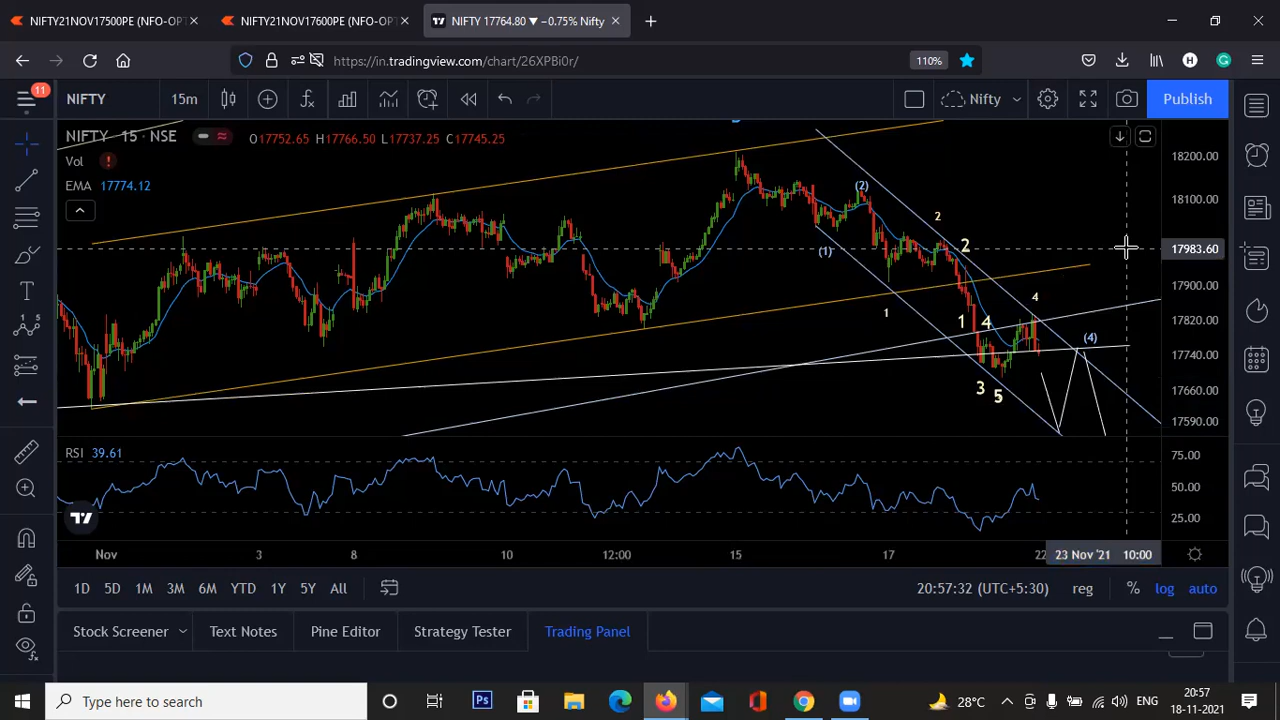 NIFTY21NOV17500PE (NFO-OP
NIFTY21NOV17600PE (NFO-OP
NIFTY 17764.80 ▼ −0.75% Nifty
https://in.tradingview.com/chart/26XPBi0r/
110%
11
NIFTY
15m
Nifty
Publish
NIFTY · 15 · NSE
O17752.65 H17766.50 L17737.25 C17745.25
Vol
EMA 17774.12
(2)
2
2
(1)
1
1
4
4
(4)
3
5
18200.00
18100.00
17983.60
17900.00
17820.00
17740.00
17660.00
17590.00
RSI 39.61
75.00
50.00
25.00
Nov
3
8
10
12:00
15
17
22
23 Nov '21 10:00
1D 5D 1M 3M 6M YTD 1Y 5Y All
20:57:32 (UTC+5:30)
reg
%
log
auto
Stock Screener
Text Notes
Pine Editor
Strategy Tester
Trading Panel
Type here to search
Ps
28°C
ENG
20:57
18-11-2021